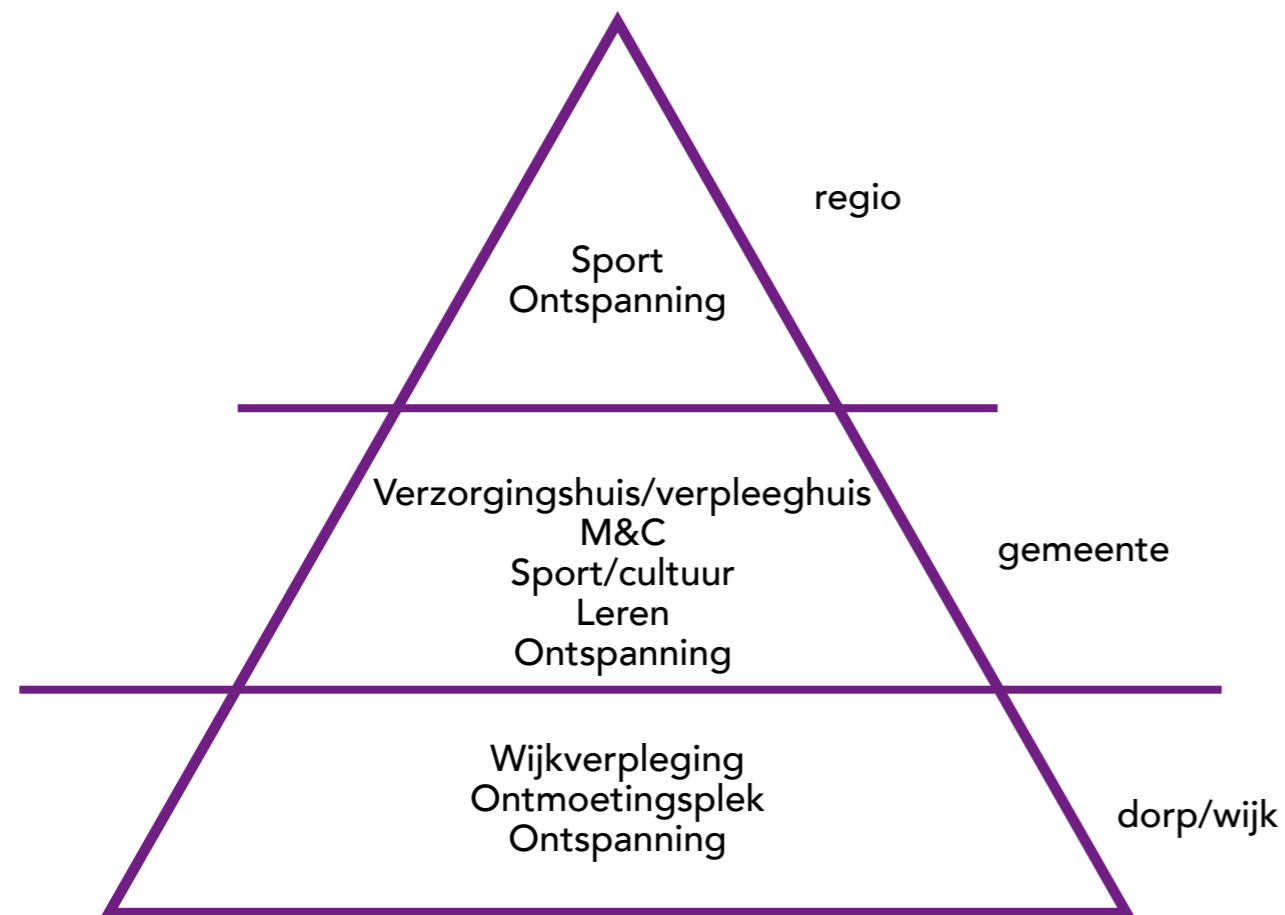 regio
Sport
Ontspanning
Verzorgingshuis/verpleeghuis
M&C
Sport/cultuur
Leren
Ontspanning
gemeente
Wijkverpleging
Ontmoetingsplek
Ontspanning
dorp/wijk